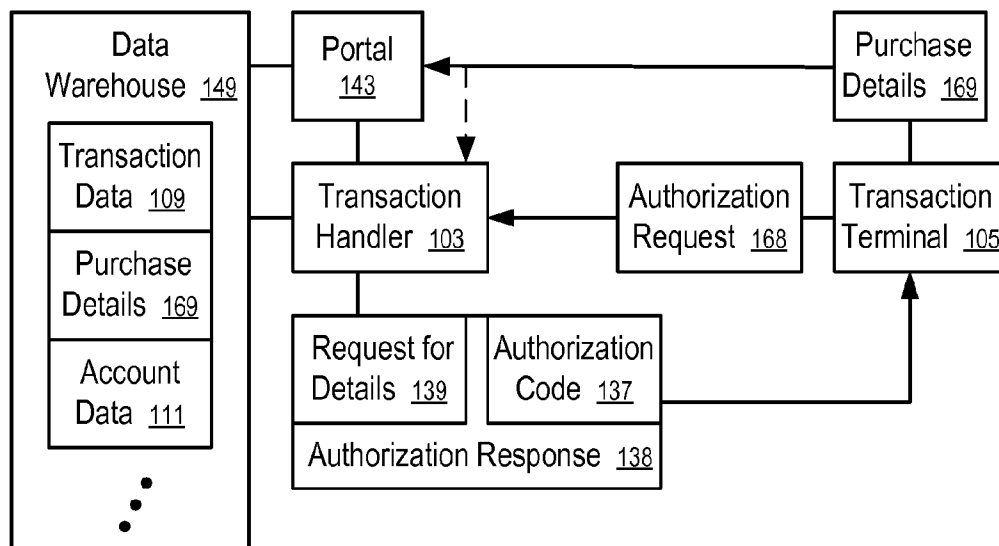 Data
Warehouse 149
Transaction
Data 109
Purchase
Details 169
Account
Data 111
Portal
143
Transaction
Handler 103
Request for
Details 139
Authorization
Code 137
Authorization Response 138
Authorization
Request 168
Purchase
Details 169
Transaction
Terminal 105